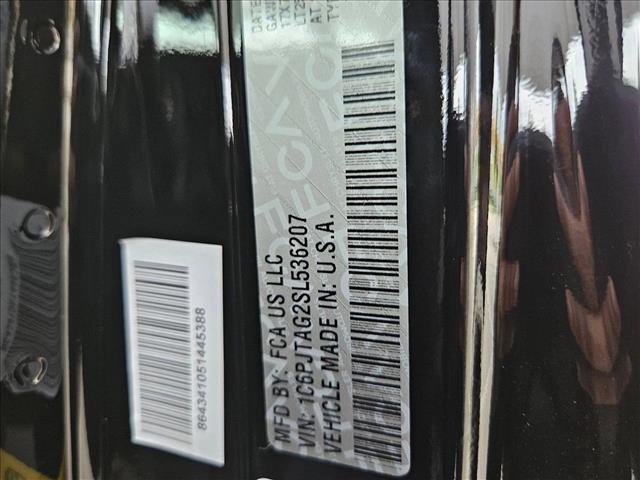 MFD BY: FCA US LLC
VIN: 1C6PJTAG2SL536207
VEHICLE MADE IN: U.S.A.
864341051445388